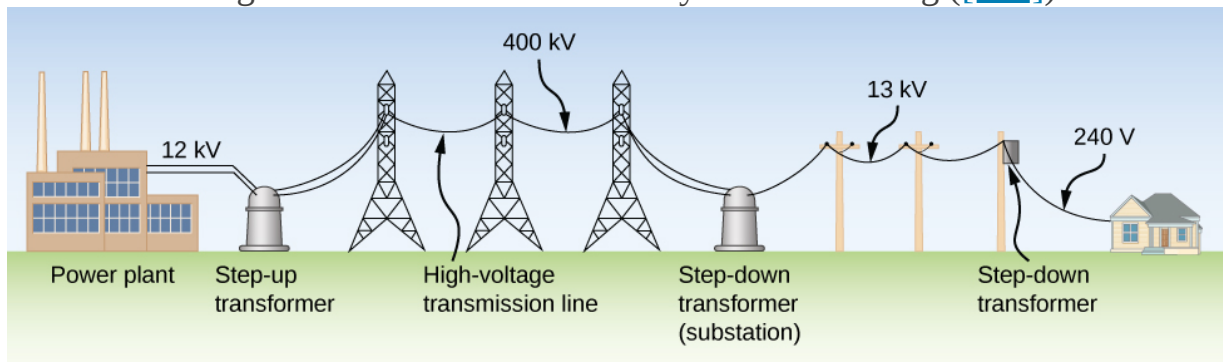 400 kV
13 kV
240 V
12 kV
Power plant
Step-up
transformer
High-voltage
transmission line
Step-down
transformer
(substation)
Step-down
transformer